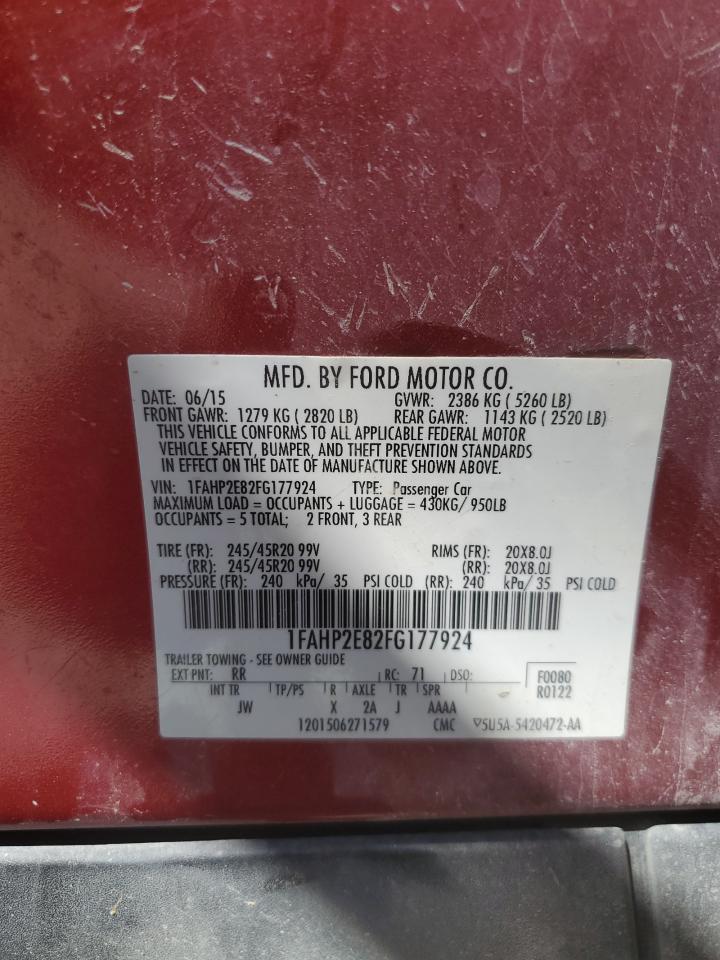 MFD. BY FORD MOTOR CO.
DATE: 06/15 GVWR: 2386 KG ( 5260 LB)
FRONT GAWR: 1279 KG ( 2820 LB) REAR GAWR: 1143 KG ( 2520 LB)
THIS VEHICLE CONFORMS TO ALL APPLICABLE FEDERAL MOTOR
VEHICLE SAFETY, BUMPER, AND THEFT PREVENTION STANDARDS
IN EFFECT ON THE DATE OF MANUFACTURE SHOWN ABOVE.
VIN: 1FAHP2E82FG177924 TYPE: Passenger Car
MAXIMUM LOAD = OCCUPANTS + LUGGAGE = 430KG/ 950LB
OCCUPANTS = 5 TOTAL; 2 FRONT, 3 REAR
TIRE (FR): 245/45R20 99V RIMS (FR): 20X8.0J
(RR): 245/45R20 99V (RR): 20X8.0J
PRESSURE (FR): 240 kPa/ 35 PSI COLD (RR): 240 kPa/ 35 PSI COLD
1FAHP2E82FG177924
TRAILER TOWING - SEE OWNER GUIDE
EXT PNT: RR RC: 71 DSO: F0080
INT TR TP/PS R AXLE TR SPR R0122
JW X 2A J AAAA
1201506271579 CMC 5U5A-5420472-AA